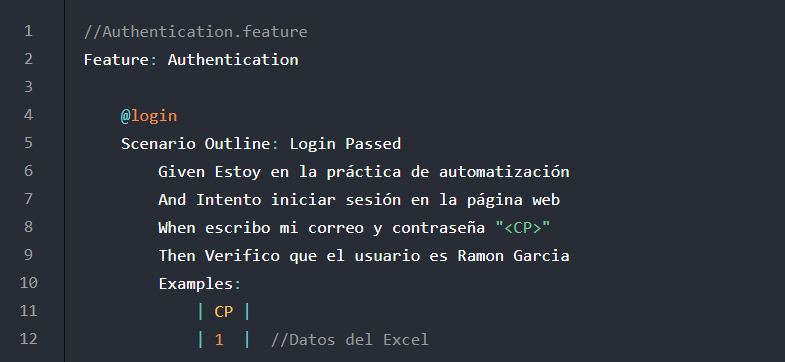 1 //Authentication.feature
2 Feature: Authentication
3
4 @login
5 Scenario Outline: Login Passed
6 Given Estoy en la práctica de automatización
7 And Intento iniciar sesión en la página web
8 When escribo mi correo y contraseña "<CP>"
9 Then Verifico que el usuario es Ramon Garcia
10 Examples:
11 | CP |
12 | 1 | //Datos del Excel